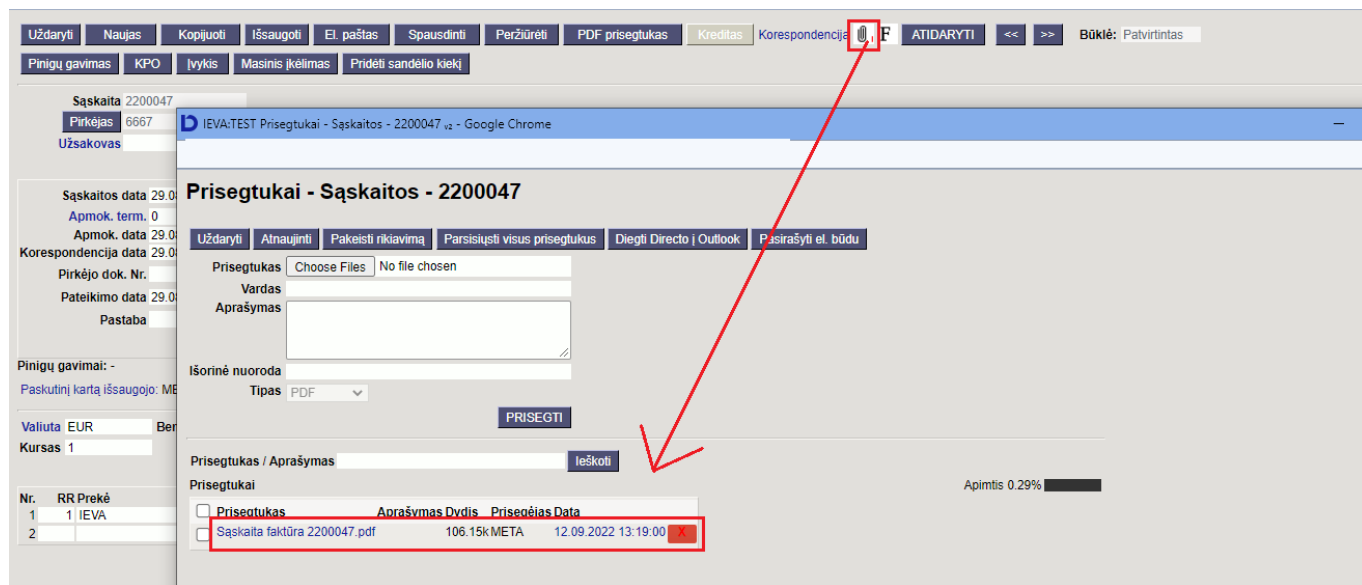 Uždaryti Naujas Kopijuoti Išsaugoti El. paštas Spausdinti Peržiūrėti PDF prisegtukas Kreditas Korespondencija F ATIDARYTI << >> Būklė: Patvirtintas
Pinigų gavimas KPO Įvykis Masinis įkėlimas Pridėti sandėlio kiekį
Sąskaita 2200047
Pirkėjas 6667
Užsakovas
IEVA:TEST Prisegtukai - Sąskaitos - 2200047 v2 - Google Chrome
Sąskaitos data 29.0
Apmok. term. 0
Apmok. data 29.0
Korespondencija data 29.0
Pirkėjo dok. Nr.
Pateikimo data 29.0
Pastaba
Pinigų gavimai: -
Paskutinį kartą išsaugojo: ME
Valiuta EUR
Kursas 1
Nr. RR Prekė
1 1 IEVA
2
Prisegtukai - Sąskaitos - 2200047
Uždaryti Atnaujinti Pakeisti rikiavimą Parsisiųsti visus prisegtukus Diegti Directo į Outlook Pasirašyti el. būdu
Prisegtukas Choose Files No file chosen
Vardas
Aprašymas
Išorinė nuoroda
Tipas PDF
PRISEGTI
Prisegtukas / Aprašymas Ieškoti
Prisegtukai Apimtis 0.29%
Prisegtukas Aprašymas Dydis Prisegėjas Data
Sąskaita faktūra 2200047.pdf 106.15k META 12.09.2022 13:19:00 X